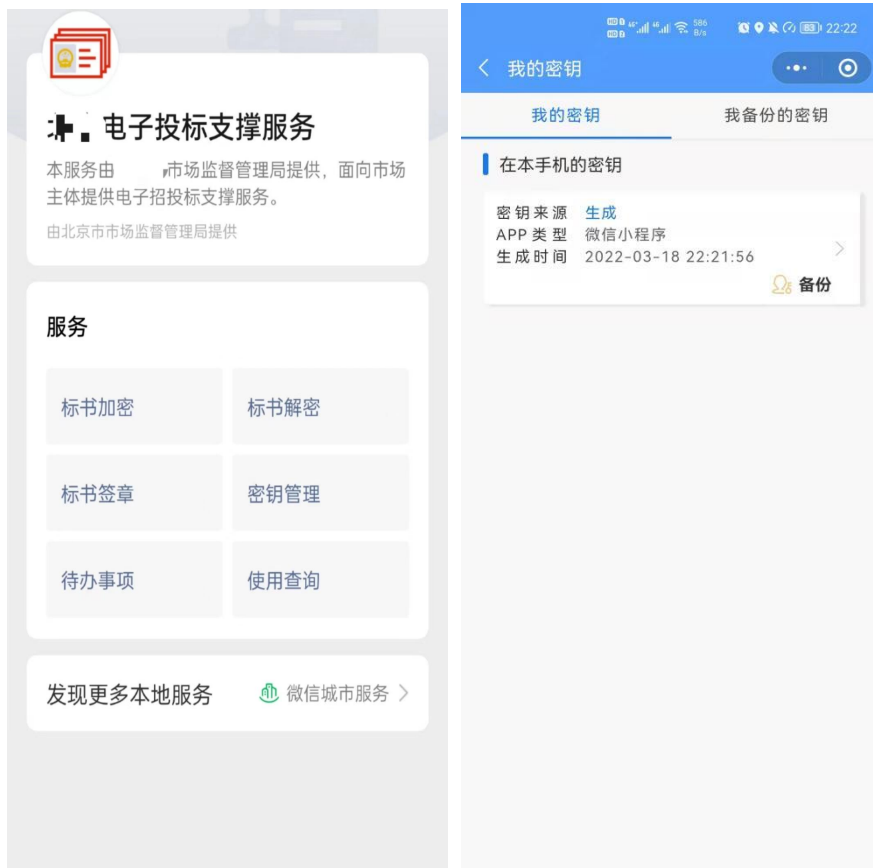 电子投标支撑服务
本服务由 市场监督管理局提供，面向市场
主体提供电子招投标支撑服务。
由北京市市场监督管理局提供
服务
标书加密 标书解密
标书签章 密钥管理
待办事项 使用查询
发现更多本地服务 微信城市服务
586
B/s
83
22:22
我的密钥
我的密钥 我备份的密钥
在本手机的密钥
密钥来源 生成
APP类型 微信小程序
生成时间 2022-03-18 22:21:56
备份